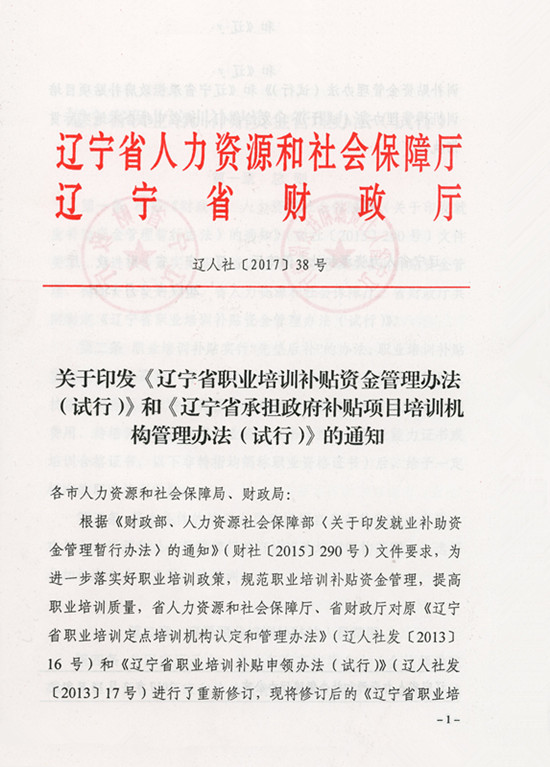 辽宁省人力资源和社会保障厅
辽宁省财政厅
辽人社〔2017〕38号
关于印发《辽宁省职业培训补贴资金管理办法
（试行）》和《辽宁省承担政府补贴项目培训机
构管理办法（试行）》的通知
各市人力资源和社会保障局、财政局：
根据《财政部、人力资源社会保障部〈关于印发就业补助资
金管理暂行办法〉的通知》（财社〔2015〕290号）文件要求，为
进一步落实好职业培训政策，规范职业培训补贴资金管理，提高
职业培训质量，省人力资源和社会保障厅、省财政厅对原《辽宁
省职业培训定点培训机构认定和管理办法》（辽人社发〔2013〕
16号）和《辽宁省职业培训补贴申领办法（试行）》（辽人社发
〔2013〕17号）进行了重新修订，现将修订后的《辽宁省职业培
-1-